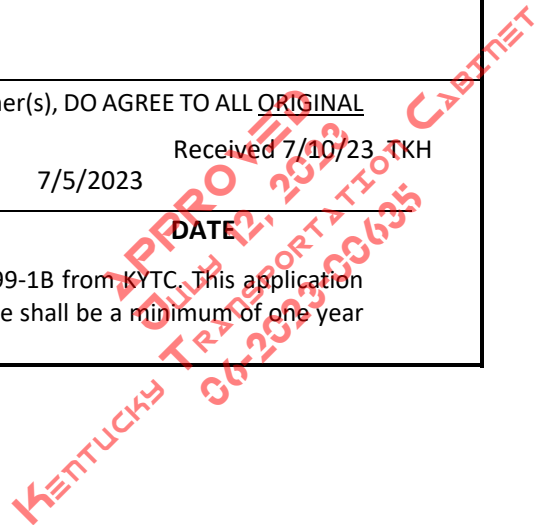 ner(s), DO AGREE TO ALL ORIGINAL
Received 7/10/23 TKH
7/5/2023
DATE
99-1B from KYTC. This application
e shall be a minimum of one year
APPROVED
July 12, 2023
Kentucky Transportation Cabinet
06-2023-00635